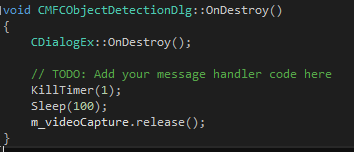 void CMFCObjectDetectionDlg::OnDestroy()
{
    CDialogEx::OnDestroy();

    // TODO: Add your message handler code here
    KillTimer(1);
    Sleep(100);
    m_videoCapture.release();
}